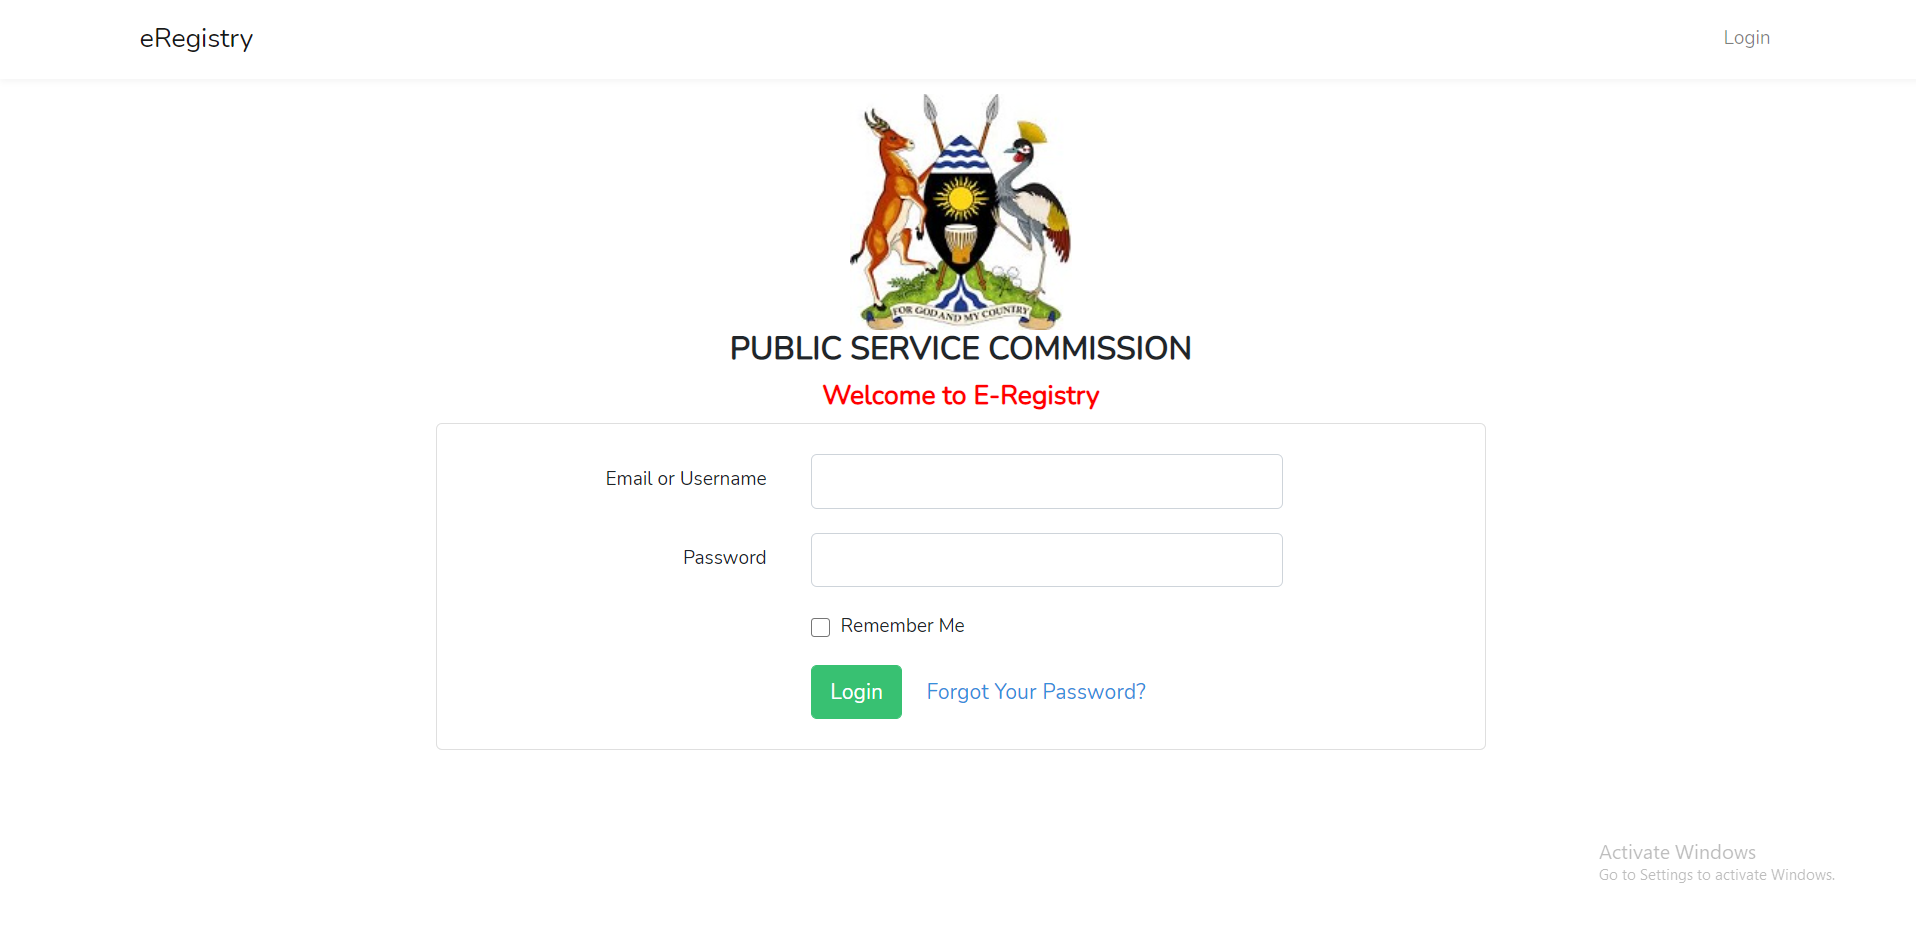 eRegistry
Login
FOR GOD AND MY COUNTRY
PUBLIC SERVICE COMMISSION
Welcome to E-Registry
Email or Username
Password
Remember Me
Login
Forgot Your Password?
Activate Windows
Go to Settings to activate Windows.